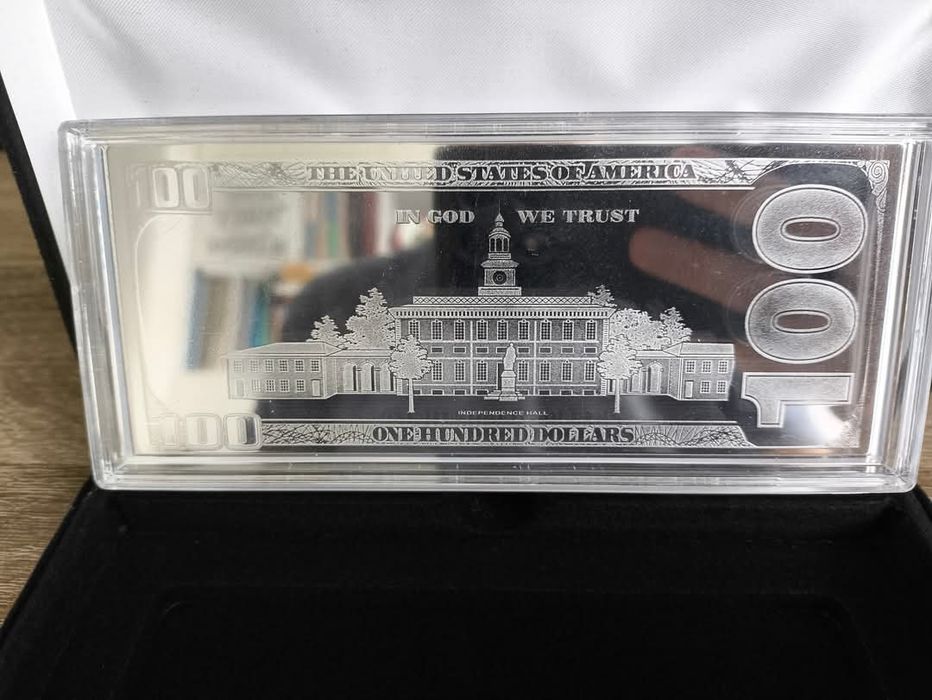 100
THE UNITED STATES OF AMERICA
IN GOD WE TRUST
100
INDEPENDENCE HALL
100
ONE HUNDRED DOLLARS